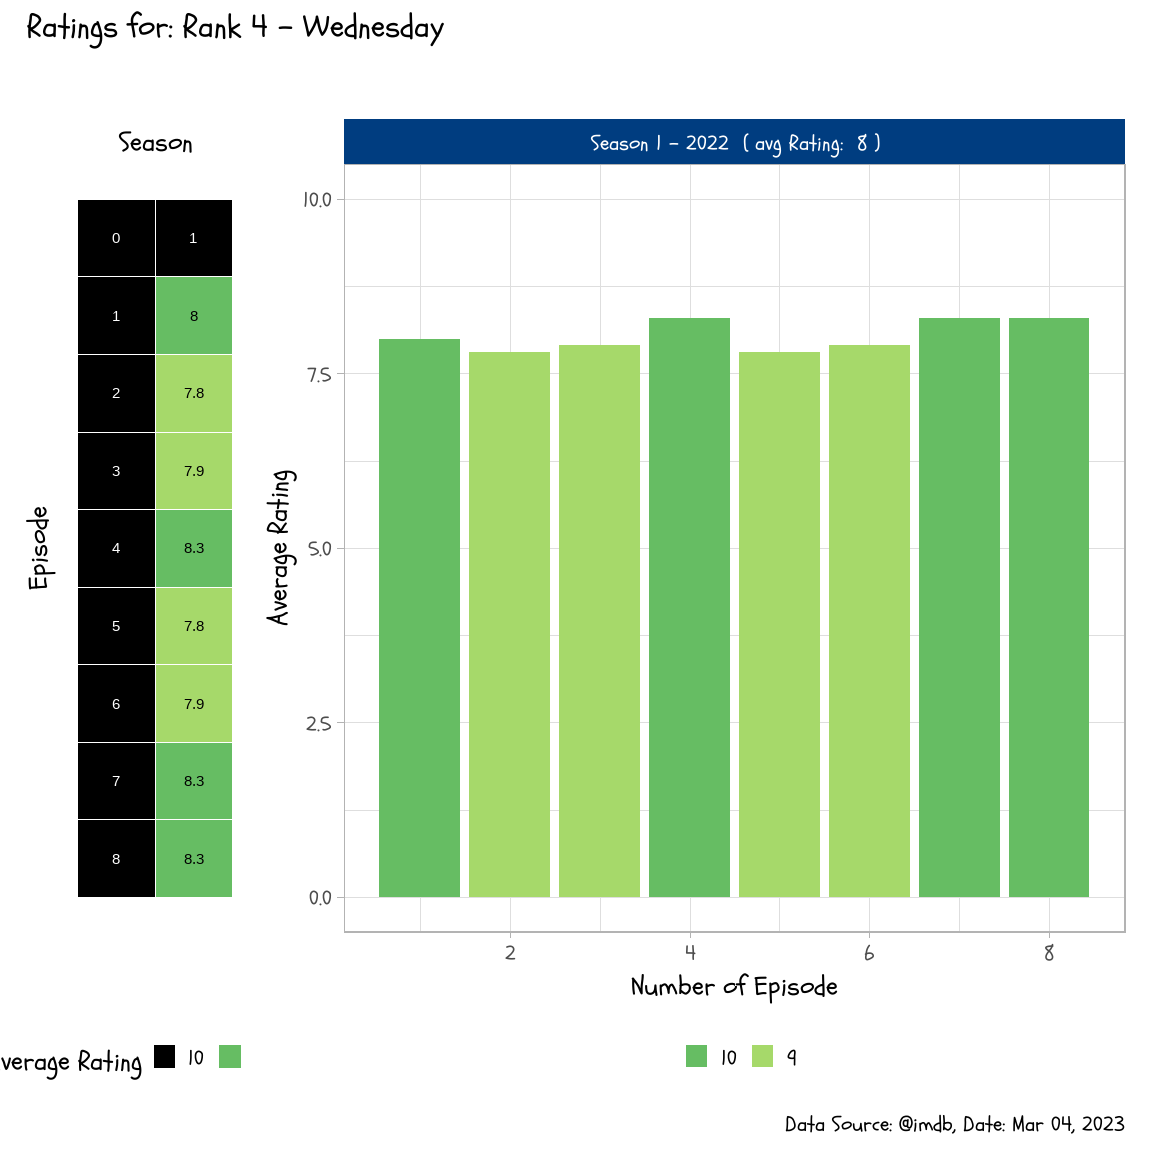 Ratings for: Rank 4 - Wednesday
Season
Season 1 - 2022 ( avg Rating: 8 )
0 1
1 8
2 7.8
3 7.9
4 8.3
5 7.8
6 7.9
7 8.3
8 8.3
Episode
Average Rating
10.0
7.5
5.0
2.5
0.0
2 4 6 8
Number of Episode
verage Rating 10
10 9
Data Source: @imdb, Date: Mar 04, 2023